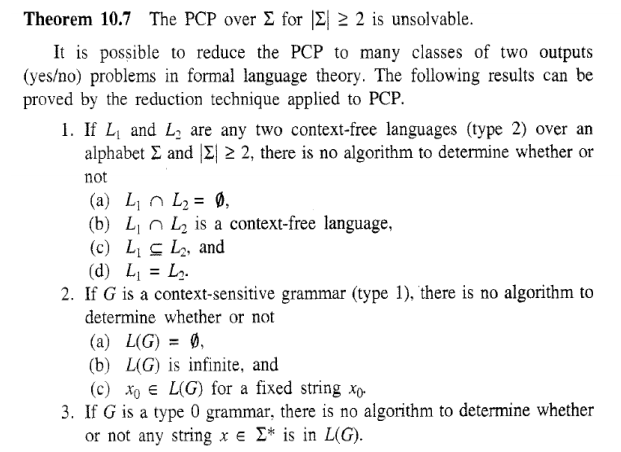 Theorem 10.7 The PCP over Σ for |Σ| ≥ 2 is unsolvable.
It is possible to reduce the PCP to many classes of two outputs
(yes/no) problems in formal language theory. The following results can be
proved by the reduction technique applied to PCP.
1. If L₁ and L₂ are any two context-free languages (type 2) over an
alphabet Σ and |Σ| ≥ 2, there is no algorithm to determine whether or
not
(a) L₁ ∩ L₂ = Ø,
(b) L₁ ∩ L₂ is a context-free language,
(c) L₁ ⊆ L₂, and
(d) L₁ = L₂.
2. If G is a context-sensitive grammar (type 1), there is no algorithm to
determine whether or not
(a) L(G) = Ø,
(b) L(G) is infinite, and
(c) x₀ ∈ L(G) for a fixed string x₀.
3. If G is a type 0 grammar, there is no algorithm to determine whether
or not any string x ∈ Σ* is in L(G).